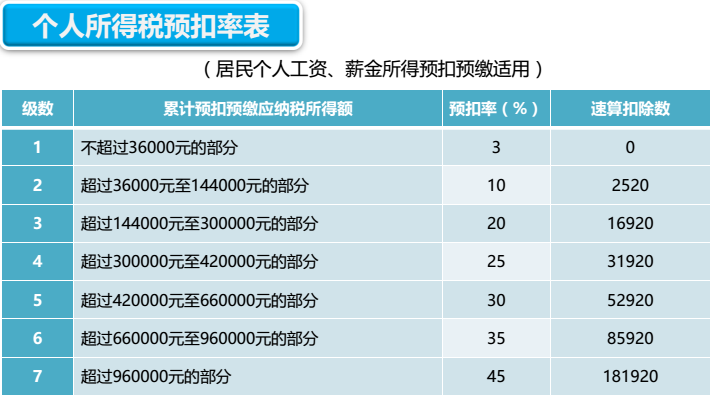 个人所得税预扣率表
（居民个人工资、薪金所得预扣预缴适用）
级数 累计预扣预缴应纳税所得额 预扣率（%） 速算扣除数
1 不超过36000元的部分 3 0
2 超过36000元至144000元的部分 10 2520
3 超过144000元至300000元的部分 20 16920
4 超过300000元至420000元的部分 25 31920
5 超过420000元至660000元的部分 30 52920
6 超过660000元至960000元的部分 35 85920
7 超过960000元的部分 45 181920